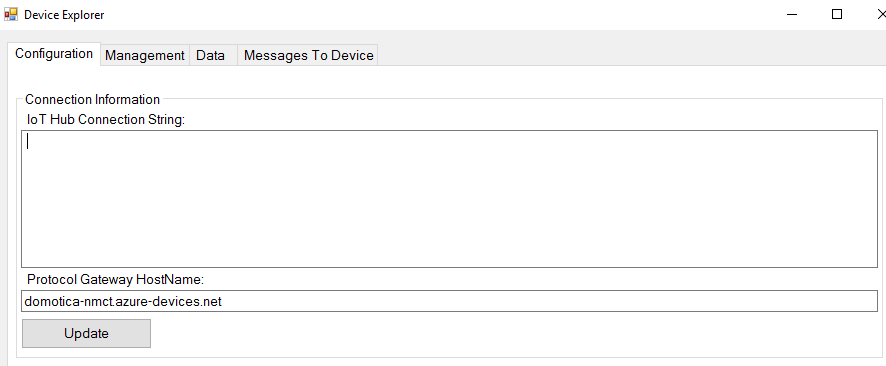 Device Explorer
Configuration Management Data Messages To Device
Connection Information
IoT Hub Connection String:
Protocol Gateway HostName:
domotica-nmct.azure-devices.net
Update